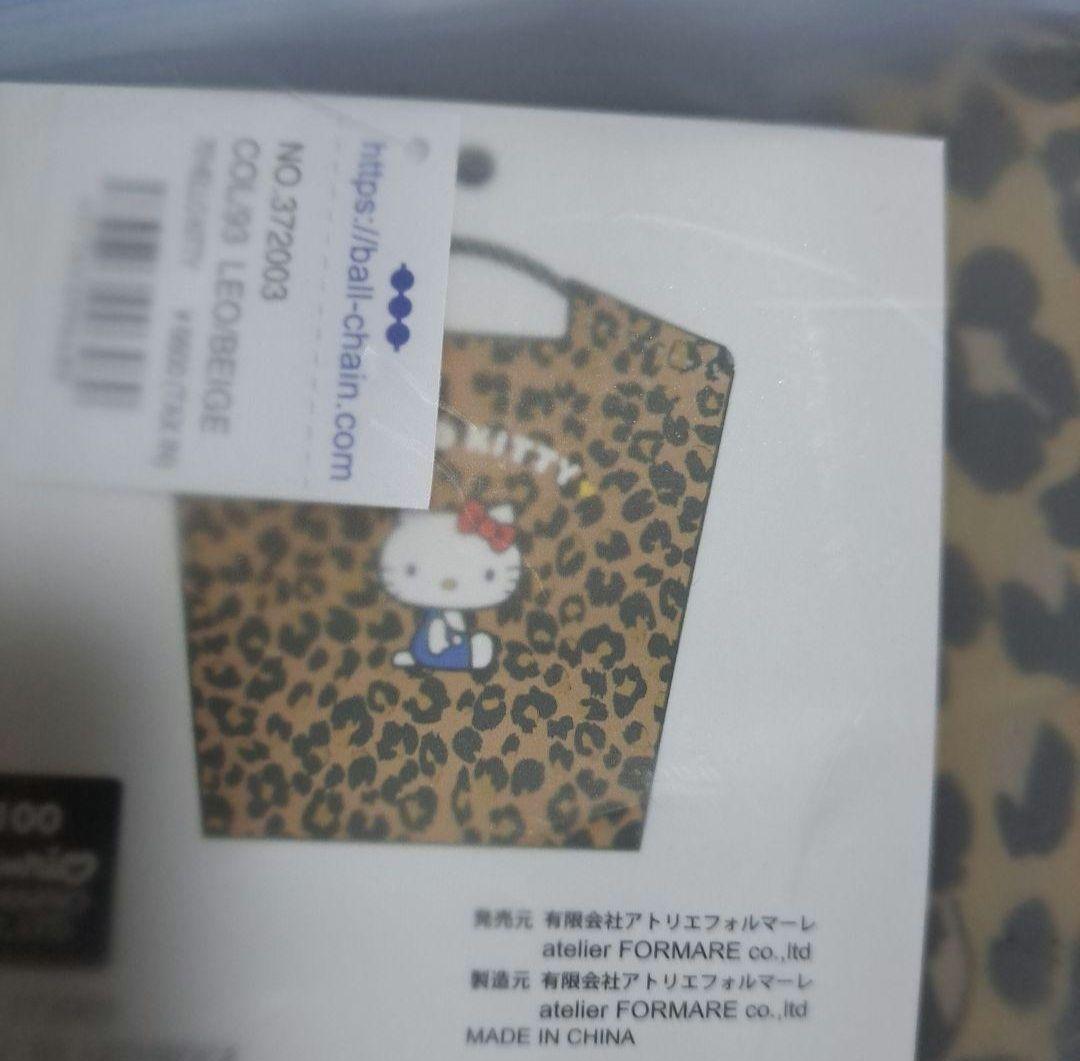 https://ball-chain.com
NO.372003
COL/93 LEO/BEIGE
KITTY
100
発売元 有限会社アトリエフォルマーレ
atelier FORMARE co.,ltd
製造元 有限会社アトリエフォルマーレ
atelier FORMARE co.,ltd
MADE IN CHINA